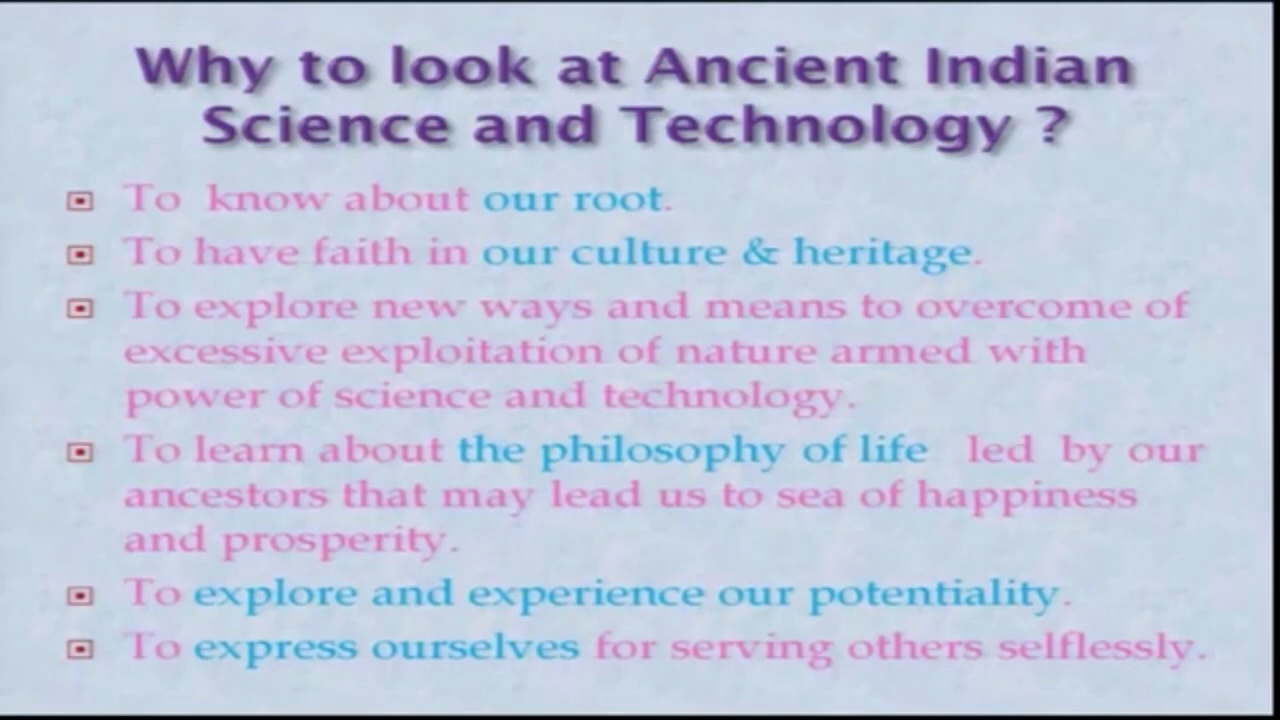 Why to look at Ancient Indian
Science and Technology ?
To know about our root.
To have faith in our culture & heritage.
To explore new ways and means to overcome of
excessive exploitation of nature armed with
power of science and technology.
To learn about the philosophy of life led by our
ancestors that may lead us to sea of happiness
and prosperity.
To explore and experience our potentiality.
To express ourselves for serving others selflessly.